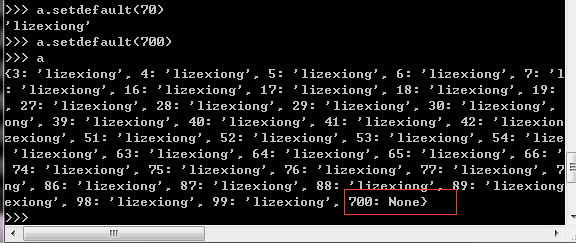 >>> a.setdefault(70)
'lizexiong'
>>> a.setdefault(700)
>>> a
{3: 'lizexiong', 4: 'lizexiong', 5: 'lizexiong', 6: 'lizexiong', 7: 'l
: 'lizexiong', 16: 'lizexiong', 17: 'lizexiong', 18: 'lizexiong', 19:
, 27: 'lizexiong', 28: 'lizexiong', 29: 'lizexiong', 30: 'lizexiong',
ong', 39: 'lizexiong', 40: 'lizexiong', 41: 'lizexiong', 42: 'lizexion
zexiong', 51: 'lizexiong', 52: 'lizexiong', 53: 'lizexiong', 54: 'lize
'lizexiong', 63: 'lizexiong', 64: 'lizexiong', 65: 'lizexiong', 66: '
74: 'lizexiong', 75: 'lizexiong', 76: 'lizexiong', 77: 'lizexiong', 7
ng', 86: 'lizexiong', 87: 'lizexiong', 88: 'lizexiong', 89: 'lizexiong
exiong', 98: 'lizexiong', 99: 'lizexiong', 700: None}
>>>